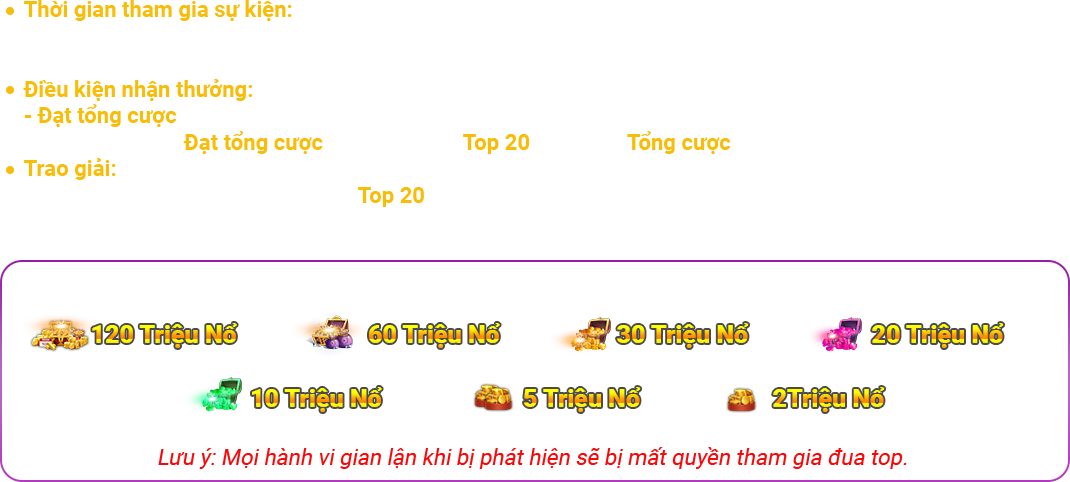 Thời gian tham gia sự kiện:
Điều kiện nhận thưởng:
- Đạt tổng cược
Đạt tổng cược Top 20 Tổng cược
Trao giải:
Top 20
120 Triệu Nổ 60 Triệu Nổ 30 Triệu Nổ 20 Triệu Nổ
10 Triệu Nổ 5 Triệu Nổ 2Triệu Nổ
Lưu ý: Mọi hành vi gian lận khi bị phát hiện sẽ bị mất quyền tham gia đua top.